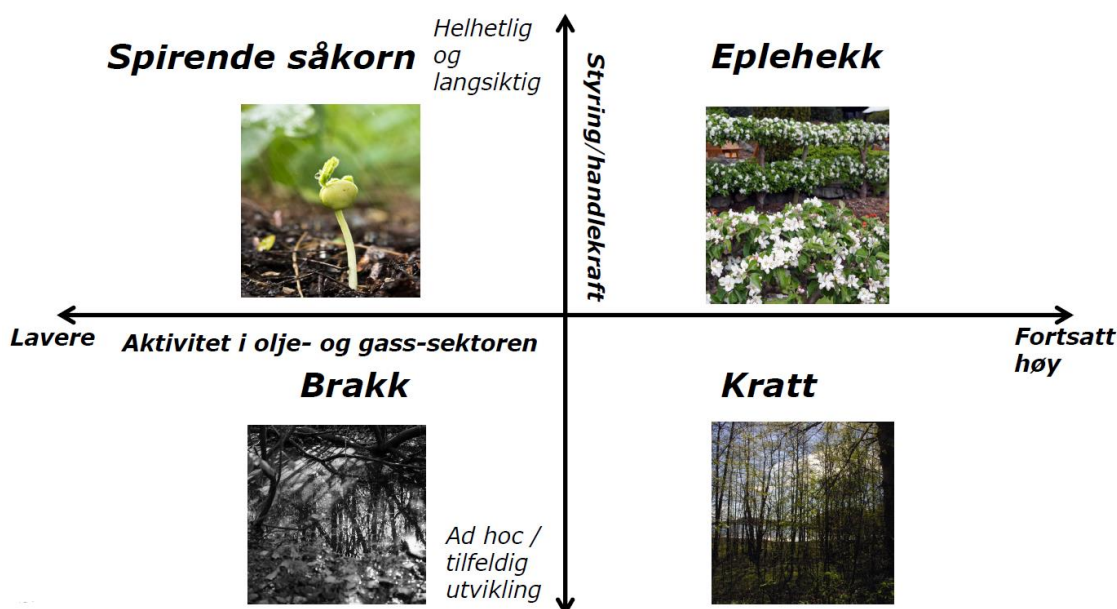 Spirende såkorn
Helhetlig
og
langsiktig
Styring/handlekraft
Eplehekk
Lavere
Aktivitet i olje- og gass-sektoren
Fortsatt
høy
Brakk
Kratt
Ad hoc /
tilfeldig
utvikling